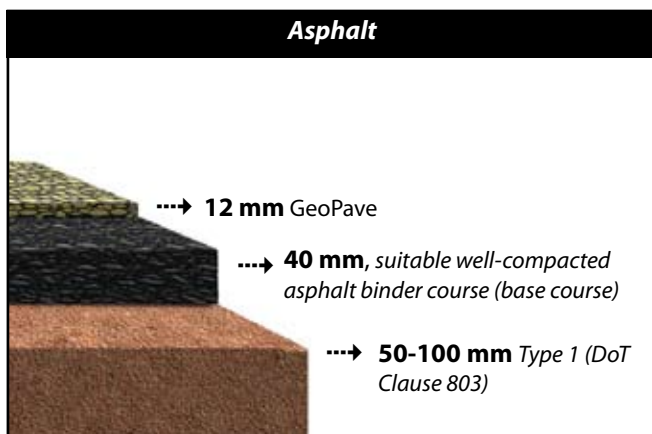 Asphalt
12 mm GeoPave
40 mm, suitable well-compacted
asphalt binder course (base course)
50-100 mm Type 1 (DoT
Clause 803)